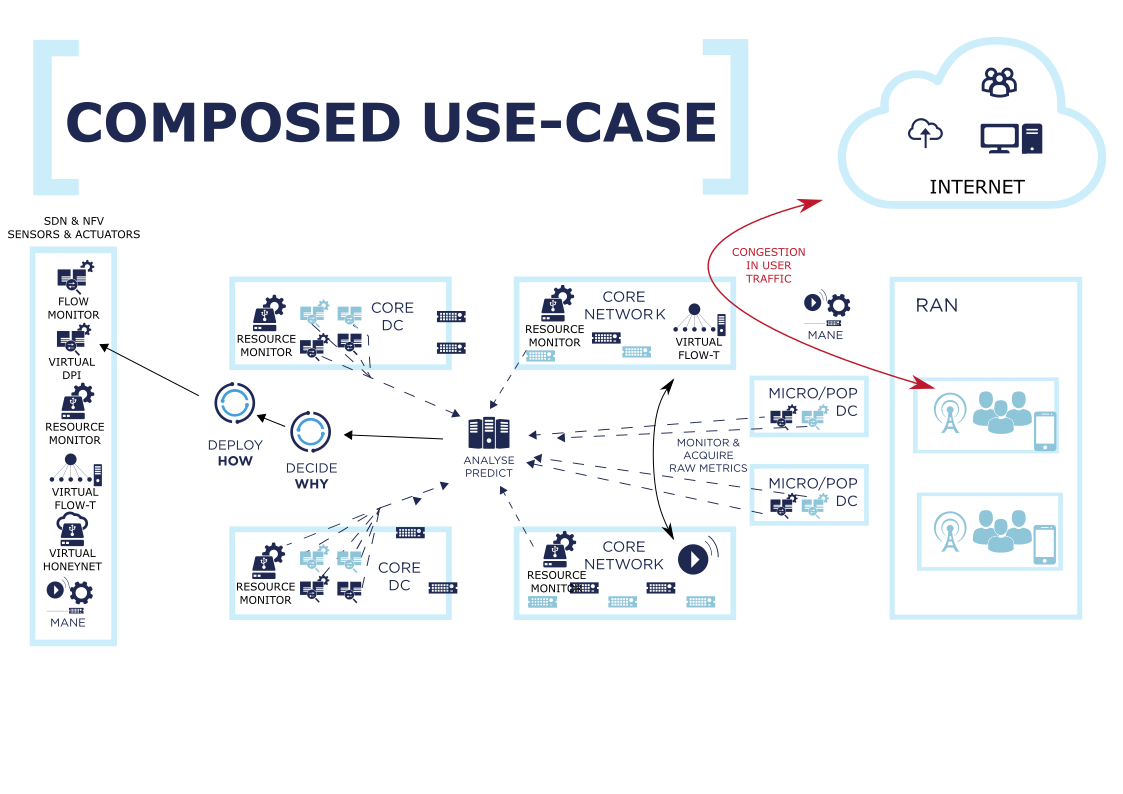 COMPOSED USE-CASE
INTERNET
SDN & NFV
SENSORS & ACTUATORS
FLOW
MONITOR
VIRTUAL
DPI
RESOURCE
MONITOR
VIRTUAL
FLOW-T
VIRTUAL
HONEYNET
MANE
DEPLOY
HOW
DECIDE
WHY
RESOURCE
MONITOR
CORE
DC
RESOURCE
MONITOR
CORE
NETWORK
VIRTUAL
FLOW-T
CONGESTION
IN USER
TRAFFIC
MANE
RAN
ANALYSE
PREDICT
MONITOR &
ACQUIRE
RAW METRICS
MICRO/POP
DC
MICRO/POP
DC
RESOURCE
MONITOR
CORE
DC
RESOURCE
MONITOR
CORE
NETWORK